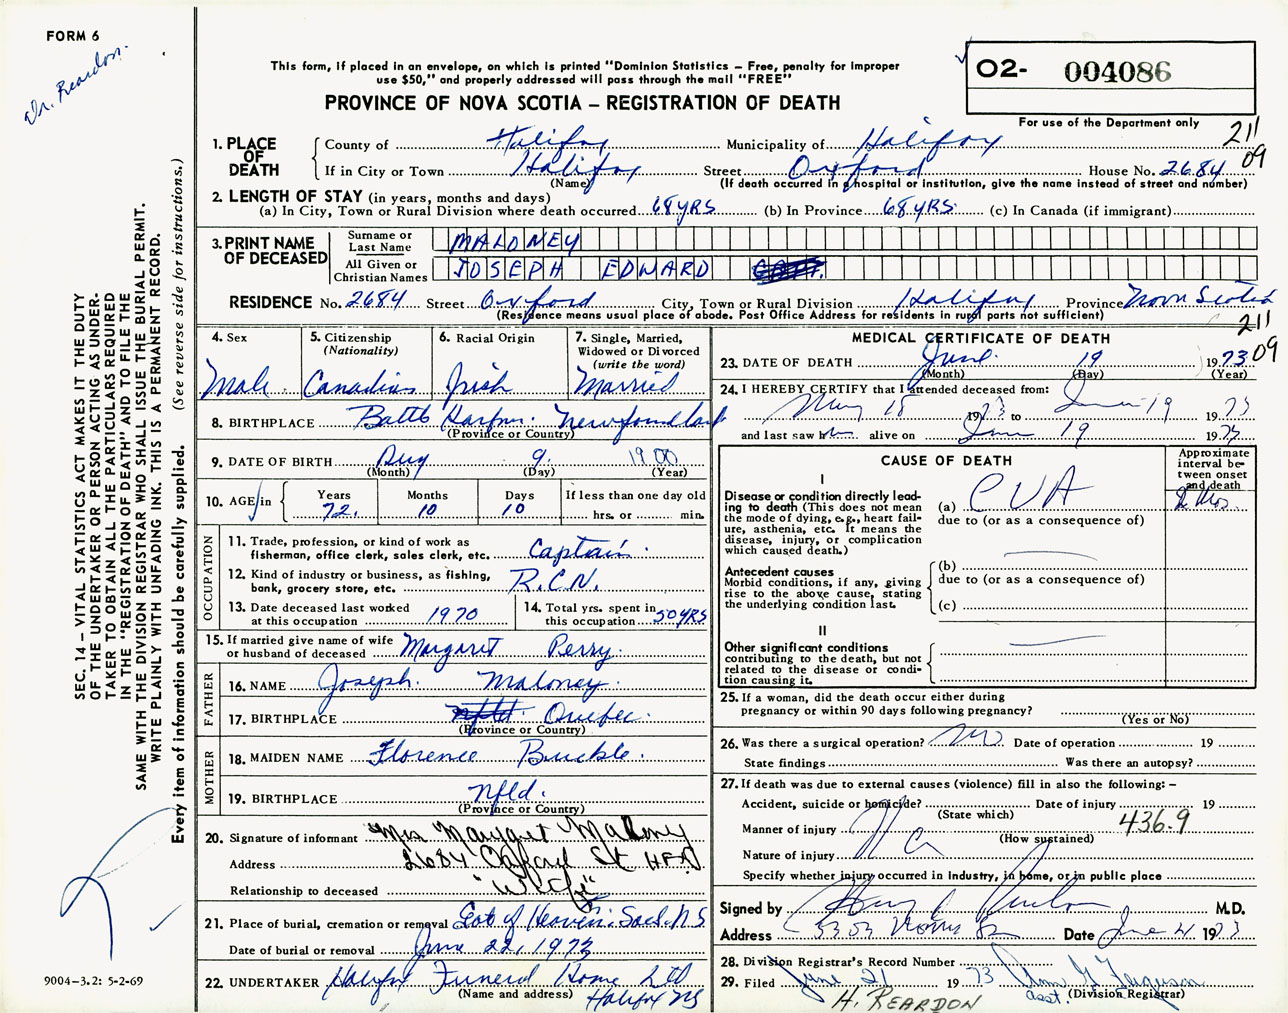 FORM 6
Dr. Reardon.
This form, if placed in an envelope, on which is printed "Dominion Statistics – Free, penalty for improper
use $50," and properly addressed will pass through the mail "FREE"
PROVINCE OF NOVA SCOTIA – REGISTRATION OF DEATH
O2- 004086
For use of the Department only
211
09
1. PLACE OF DEATH
County of Halifax Municipality of Halifax
If in City or Town Halifax Street Oxford House No. 2684
(Name) (If death occurred in a hospital or institution, give the name instead of street and number)
2. LENGTH OF STAY (in years, months and days)
(a) In City, Town or Rural Division where death occurred 68 YRS (b) In Province 68 YRS. (c) In Canada (if immigrant)
3. PRINT NAME OF DECEASED
Surname or Last Name MALONEY
All Given or Christian Names JOSEPH EDWARD
RESIDENCE No. 2684 Street Oxford City, Town or Rural Division Halifax Province Nova Scotia
(Residence means usual place of abode. Post Office Address for residents in rural parts not sufficient)
211
09
4. Sex
Male
5. Citizenship
(Nationality)
Canadian
6. Racial Origin
Irish
7. Single, Married,
Widowed or Divorced
(write the word)
Married
8. BIRTHPLACE Battle Harbour Newfoundland
(Province or Country)
9. DATE OF BIRTH Aug 9. 1900
(Month) (Day) (Year)
10. AGE in
Years 72.
Months 10
Days 10
If less than one day old
hrs. or min.
OCCUPATION
11. Trade, profession, or kind of work as
fisherman, office clerk, sales clerk, etc. Captain.
12. Kind of industry or business, as fishing,
bank, grocery store, etc. R.C.N.
13. Date deceased last worked
at this occupation 1970
14. Total yrs. spent in
this occupation 50 YRS
15. If married give name of wife
or husband of deceased Margaret Perry.
FATHER
16. NAME Joseph. Maloney.
17. BIRTHPLACE Nfld. Quebec.
(Province or Country)
MOTHER
18. MAIDEN NAME Florence Buckle.
19. BIRTHPLACE Nfld.
(Province or Country)
20. Signature of informant Mrs Margaret Maloney
Address 2684 Oxford St HFX
Relationship to deceased "Wife"
21. Place of burial, cremation or removal Gate of Heaven. Sack. N S
Date of burial or removal June 22, 1973
22. UNDERTAKER Halifax Funeral Home Ltd
(Name and address) Halifax NS
MEDICAL CERTIFICATE OF DEATH
23. DATE OF DEATH June 19 1973
(Month) (Day) (Year)
24. I HEREBY CERTIFY that I attended deceased from:
May 18 1973 to June 19 1973
and last saw him alive on June 19 1973
CAUSE OF DEATH
Approximate
interval be-
tween onset
and death
I
Disease or condition directly lead-
ing to death (This does not
mean the mode of dying, e.g., heart fail-
ure, asthenia, etc. It means the
disease, injury, or complication
which caused death.)
(a) CVA
2 Mos.
due to (or as a consequence of)
Antecedent causes
Morbid conditions, if any, giving
rise to the above cause, stating
the underlying condition last.
(b)
due to (or as a consequence of)
(c)
II
Other significant conditions
contributing to the death, but not
related to the disease or condi-
tion causing it.
25. If a woman, did the death occur either during
pregnancy or within 90 days following pregnancy?
(Yes or No)
26. Was there a surgical operation? No Date of operation 19
State findings Was there an autopsy?
27. If death was due to external causes (violence) fill in also the following: –
Accident, suicide or homicide? Date of injury 19
(State which)
Manner of injury 436.9
(How sustained)
Nature of injury
Specify whether injury occurred in Industry, in home, or in public place
Signed by M.D.
Address Date June 21 1973
28. Division Registrar's Record Number
29. Filed June 21 1973 Ann G Ferguson
asst. (Division Registrar)
H. REARDON
SEC. 14 – VITAL STATISTICS ACT MAKES IT THE DUTY
OF THE UNDERTAKER OR PERSON ACTING AS UNDER-
TAKER TO OBTAIN ALL THE PARTICULARS REQUIRED
IN THE "REGISTRATION OF DEATH" AND TO FILE THE
SAME WITH THE DIVISION REGISTRAR WHO SHALL ISSUE THE BURIAL PERMIT.
WRITE PLAINLY WITH UNFADING INK. THIS IS A PERMANENT RECORD.
Every item of information should be carefully supplied. (See reverse side for instructions.)
9004–3.2: 5-2-69